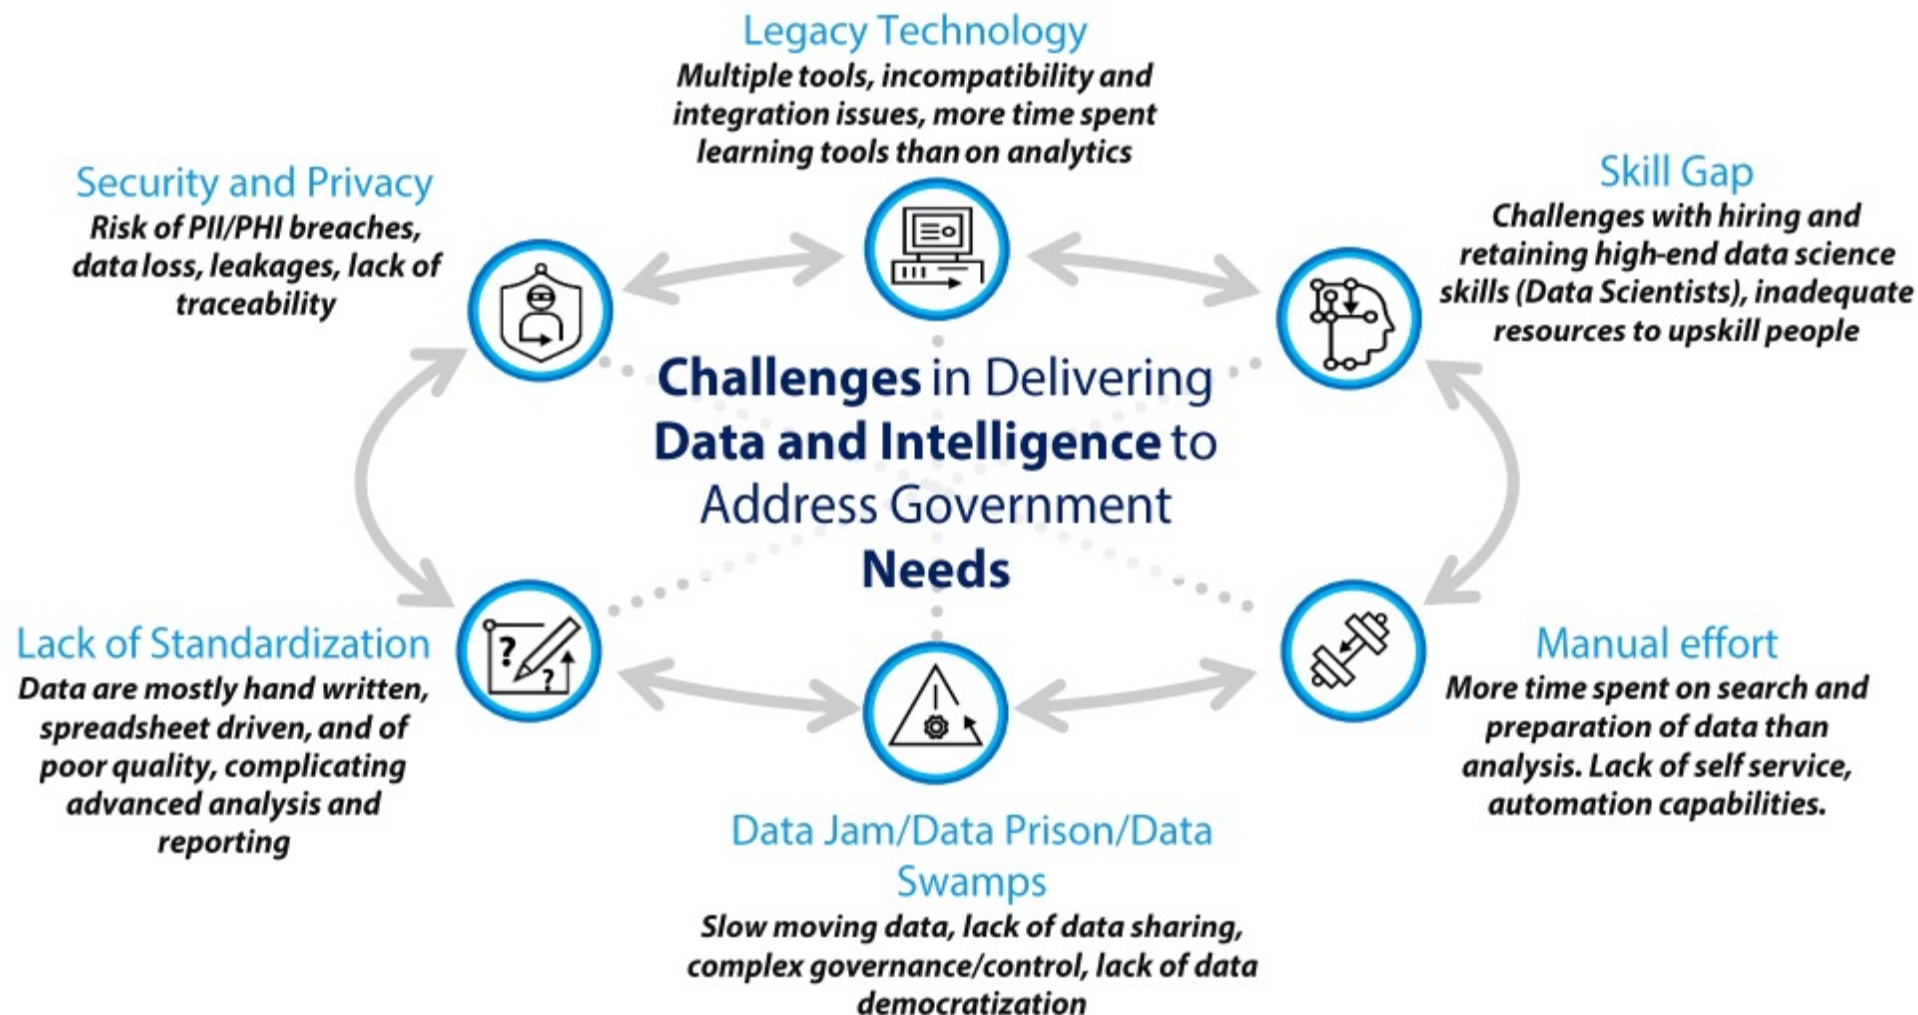 Legacy Technology
Multiple tools, incompatibility and
integration issues, more time spent
learning tools than on analytics
Security and Privacy
Risk of PII/PHI breaches,
data loss, leakages, lack of
traceability
Skill Gap
Challenges with hiring and
retaining high-end data science
skills (Data Scientists), inadequate
resources to upskill people
Challenges in Delivering
Data and Intelligence to
Address Government
Needs
Lack of Standardization
Data are mostly hand written,
spreadsheet driven, and of
poor quality, complicating
advanced analysis and
reporting
?
?
Manual effort
More time spent on search and
preparation of data than
analysis. Lack of self service,
automation capabilities.
Data Jam/Data Prison/Data
Swamps
Slow moving data, lack of data sharing,
complex governance/control, lack of data
democratization